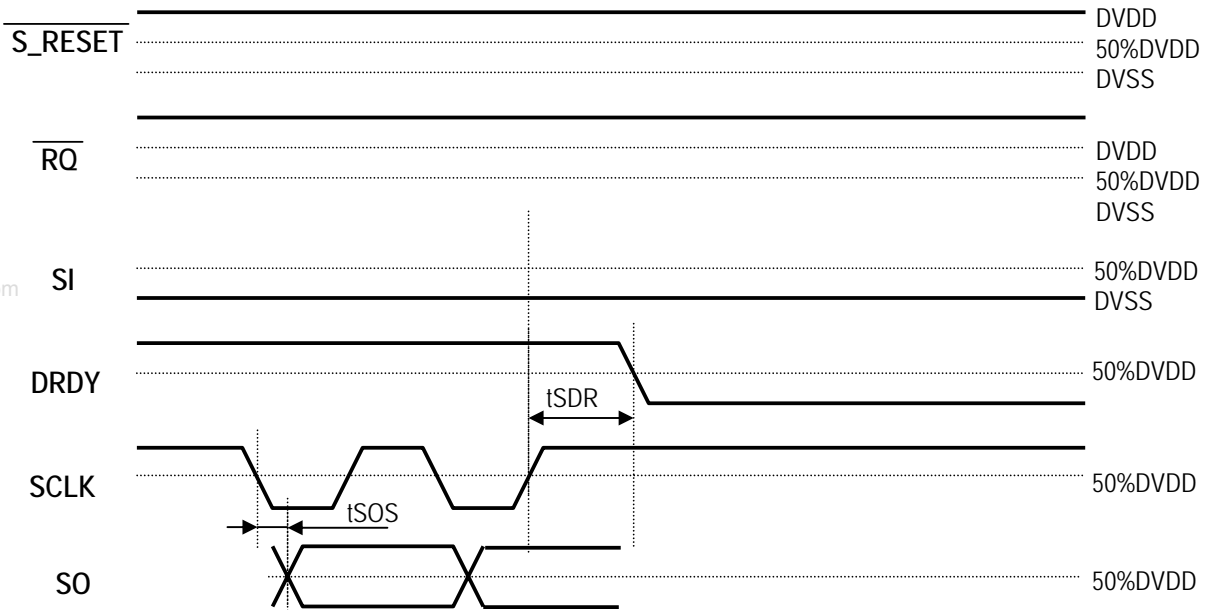 DVDD
S_RESET
50%DVDD
DVSS
RQ
DVDD
50%DVDD
DVSS
SI
50%DVDD
DVSS
m
DRDY
50%DVDD
tSDR
SCLK
50%DVDD
tSOS
SO
50%DVDD